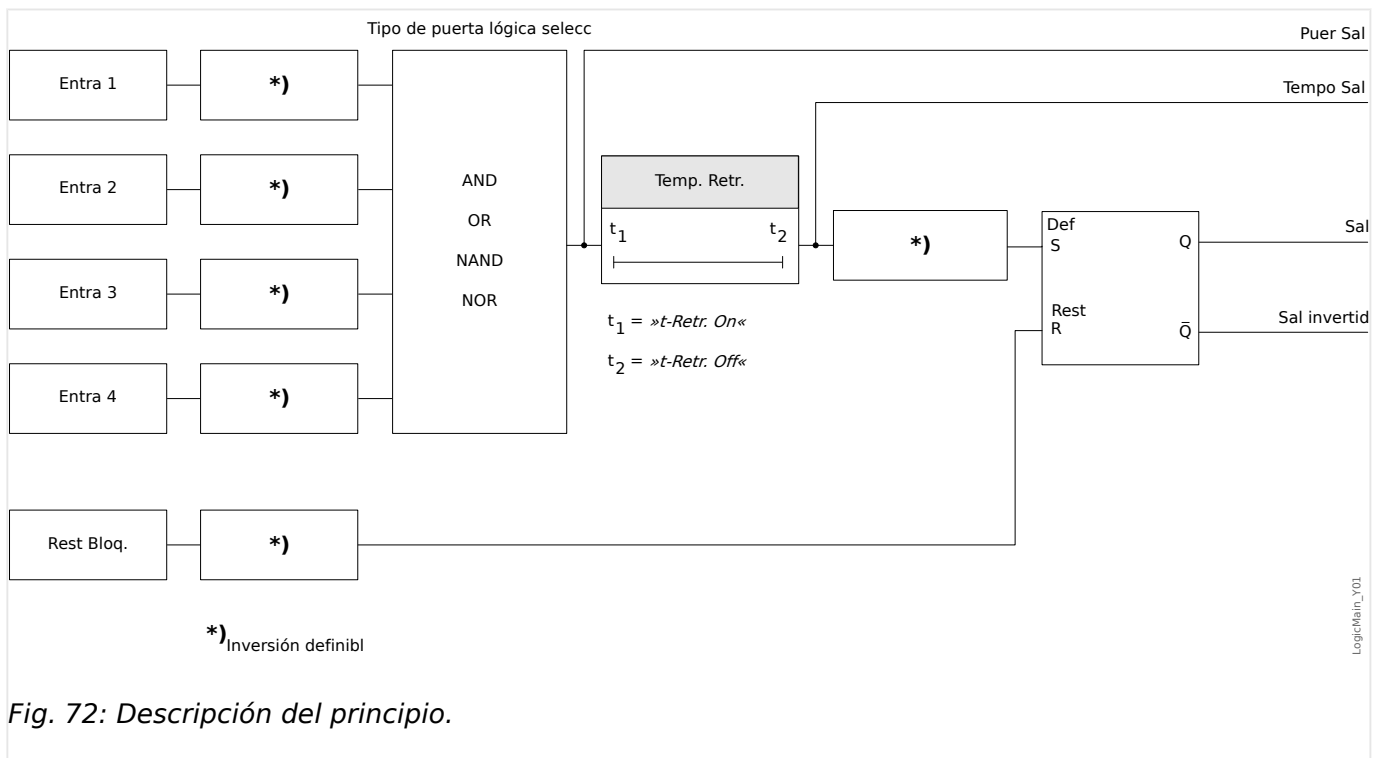 Tipo de puerta lógica selecc
Puer Sal
Tempo Sal
Entra 1
*)
Entra 2
*)
Entra 3
*)
Entra 4
*)
AND
OR
NAND
NOR
Temp. Retr.
t1
t2
t1 = »t-Retr. On«
t2 = »t-Retr. Off«
*)
Def
S
Q
Rest
R
Q̅
Sal
Sal invertid
Rest Bloq.
*)
*)Inversión definibl
LogicMain_Y01
Fig. 72: Descripción del principio.